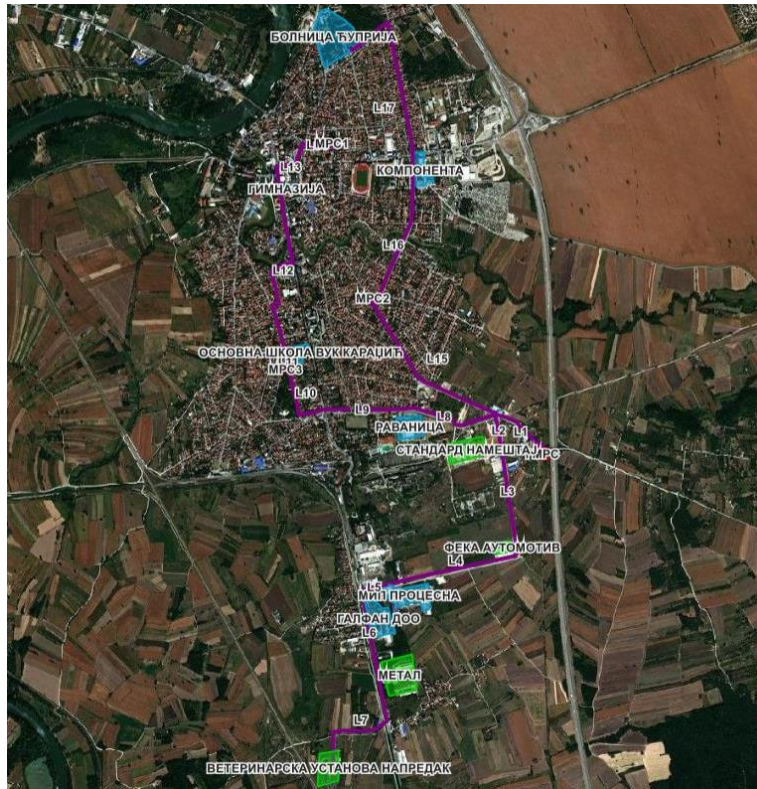 БОЛНИЦА ЋУПРИЈА
L17
LMPC1
L13
КОМПОНЕНТА
ГИМНАЗИЈА
L16
L12
МРС2
ОСНОВНА ШКОЛА ВУК КАРАЏИЋ
L15
МРС3
L10
L9
L8
РАВАНИЦА
L2
L1
СТАНДАРД НАМЕШТАЈ
L3
ФЕКА АУТОМОТИВ
L4
L5
МИП ПРОЦЕСНА
ГАЛФАН ДОО
L6
МЕТАЛ
L7
ВЕТЕРИНАРСКА УСТАНОВА НАПРЕДАК